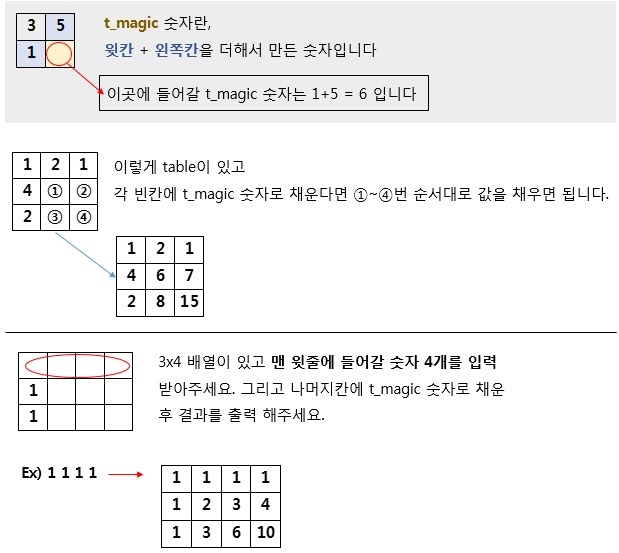 3 5
1
t_magic 숫자란,
윗칸 + 왼쪽칸을 더해서 만든 숫자입니다
이곳에 들어갈 t_magic 숫자는 1+5 = 6 입니다
1 2 1
4 ① ②
2 ③ ④
이렇게 table이 있고
각 빈칸에 t_magic 숫자로 채운다면 ①~④번 순서대로 값을 채우면 됩니다.
1 2 1
4 6 7
2 8 15
1
1
3x4 배열이 있고 맨 윗줄에 들어갈 숫자 4개를 입력
받아주세요. 그리고 나머지칸에 t_magic 숫자로 채운
후 결과를 출력 해주세요.
Ex) 1 1 1 1
1 1 1 1
1 2 3 4
1 3 6 10